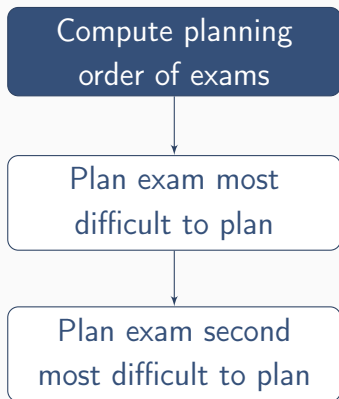 Compute planning
order of exams
Plan exam most
difficult to plan
Plan exam second
most difficult to plan